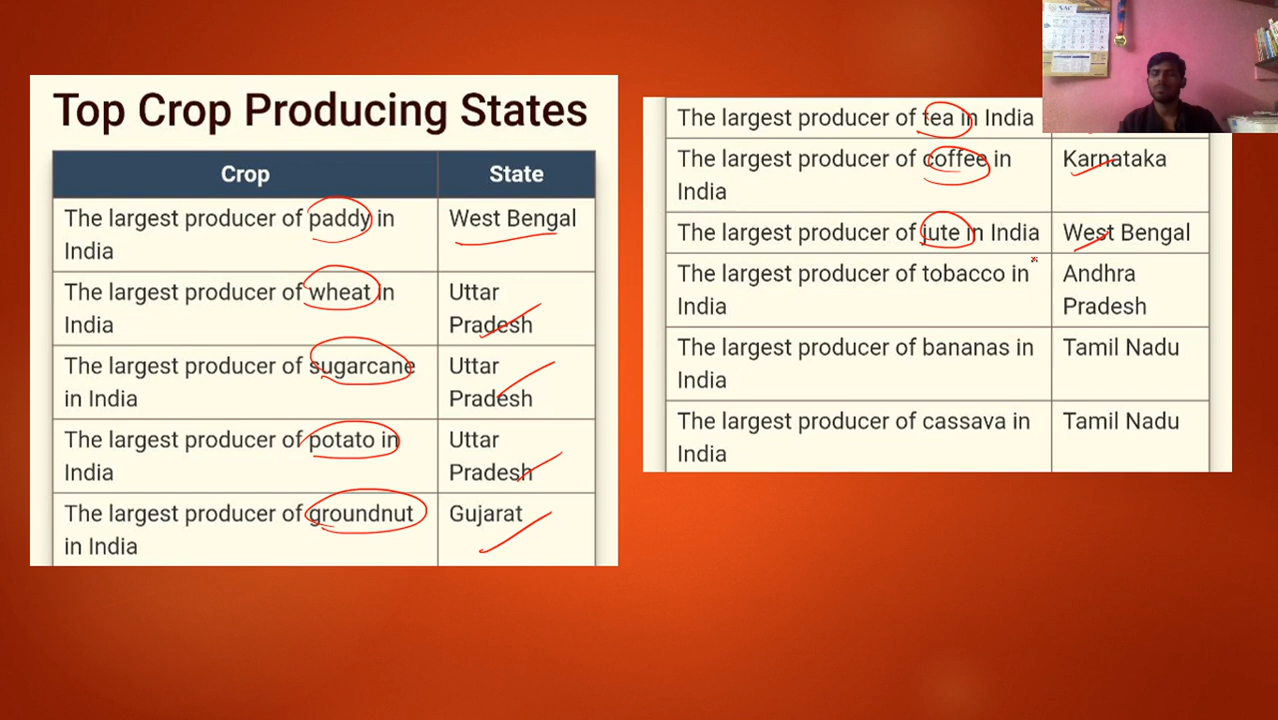 Top Crop Producing States
Crop State
The largest producer of paddy in West Bengal
India
The largest producer of wheat in Uttar
India Pradesh
The largest producer of sugarcane Uttar
in India Pradesh
The largest producer of potato in Uttar
India Pradesh
The largest producer of groundnut Gujarat
in India
The largest producer of tea in India
The largest producer of coffee in Karnataka
India
The largest producer of jute in India West Bengal
The largest producer of tobacco in Andhra
India Pradesh
The largest producer of bananas in Tamil Nadu
India
The largest producer of cassava in Tamil Nadu
India